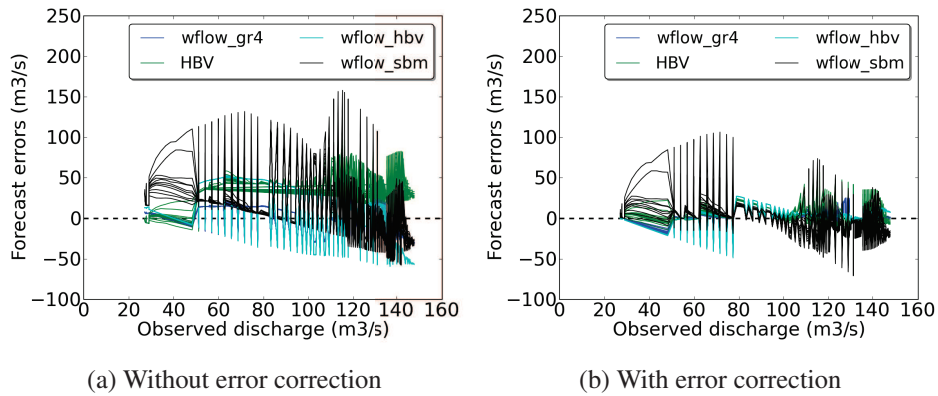 250
200
150
100
50
0
−50
−100
Forecast errors (m3/s)
wflow_gr4
HBV
wflow_hbv
wflow_sbm
0 20 40 60 80 100 120 140 160
Observed discharge (m3/s)
(a) Without error correction
250
200
150
100
50
0
−50
−100
Forecast errors (m3/s)
wflow_gr4
HBV
wflow_hbv
wflow_sbm
0 20 40 60 80 100 120 140 160
Observed discharge (m3/s)
(b) With error correction